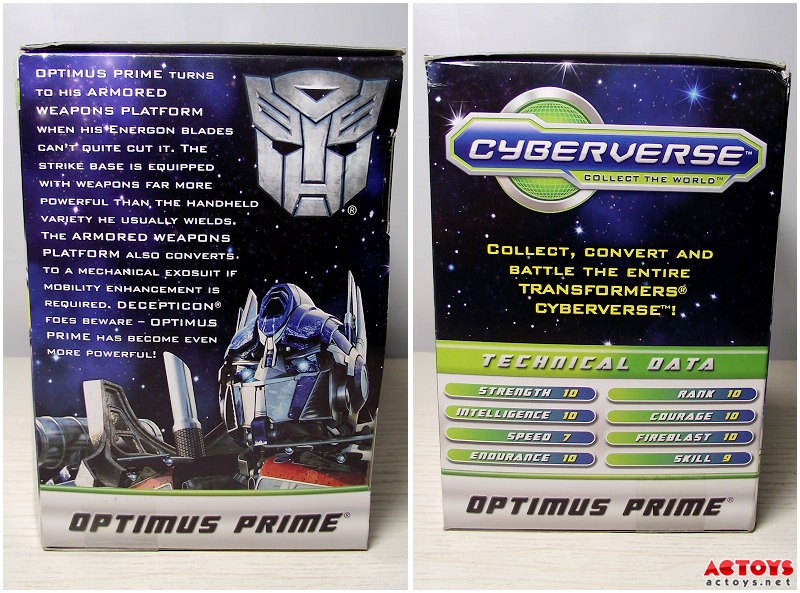 OPTIMUS PRIME TURNS
TO HIS ARMORED
WEAPONS PLATFORM
WHEN HIS ENERGON BLADES
CAN'T QUITE CUT IT. THE
STRIKE BASE IS EQUIPPED
WITH WEAPONS FAR MORE
POWERFUL THAN THE HANDHELD
VARIETY HE USUALLY WIELDS.
THE ARMORED WEAPONS
PLATFORM ALSO CONVERTS
TO A MECHANICAL EXOSUIT IF
MOBILITY ENHANCEMENT IS
REQUIRED. DECEPTICON®
FOES BEWARE – OPTIMUS
PRIME HAS BECOME EVEN
MORE POWERFUL!
®
OPTIMUS PRIME®
CYBERVERSE™
COLLECT THE WORLD™
COLLECT, CONVERT AND
BATTLE THE ENTIRE
TRANSFORMERS®
CYBERVERSE™!
TECHNICAL DATA
STRENGTH 10
INTELLIGENCE 10
SPEED 7
ENDURANCE 10
RANK 10
COURAGE 10
FIREBLAST 10
SKILL 9
OPTIMUS PRIME®
ACTOYS
actoys.net